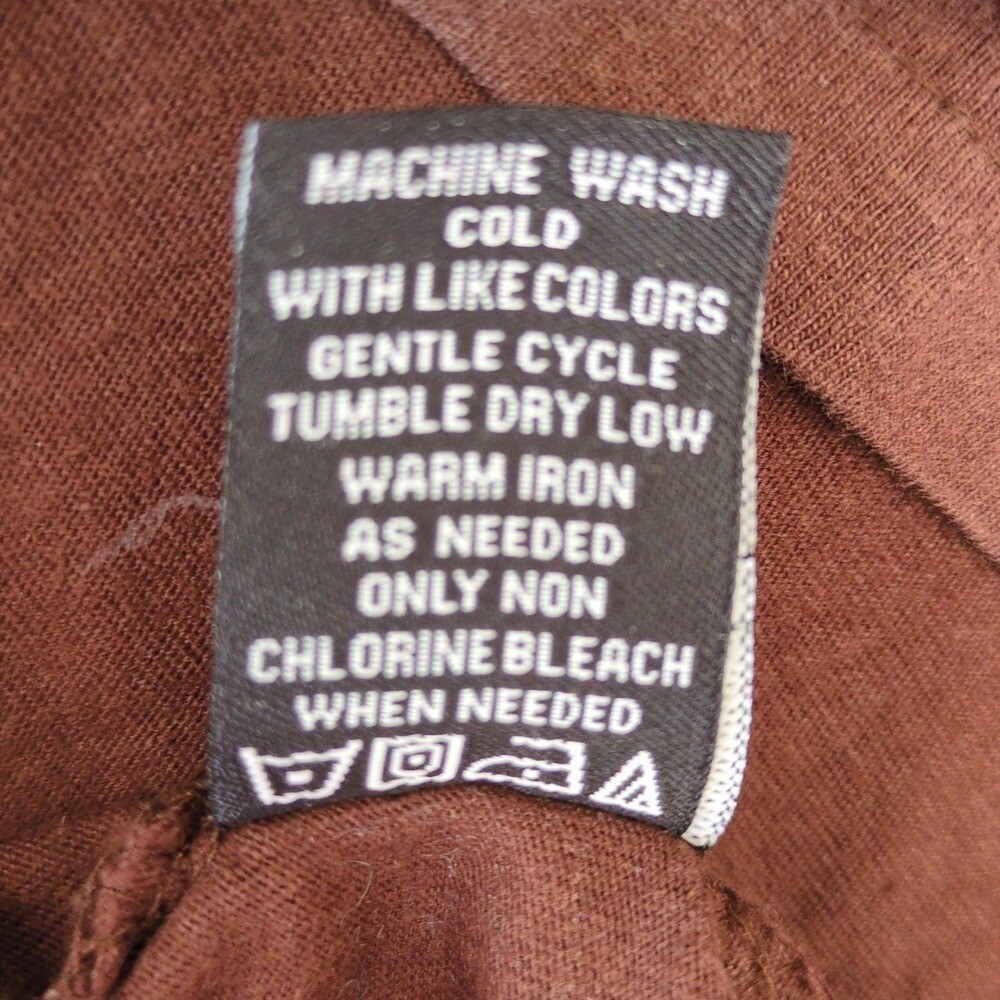 MACHINE WASH
COLD
WITH LIKE COLORS
GENTLE CYCLE
TUMBLE DRY LOW
WARM IRON
AS NEEDED
ONLY NON
CHLORINE BLEACH
WHEN NEEDED